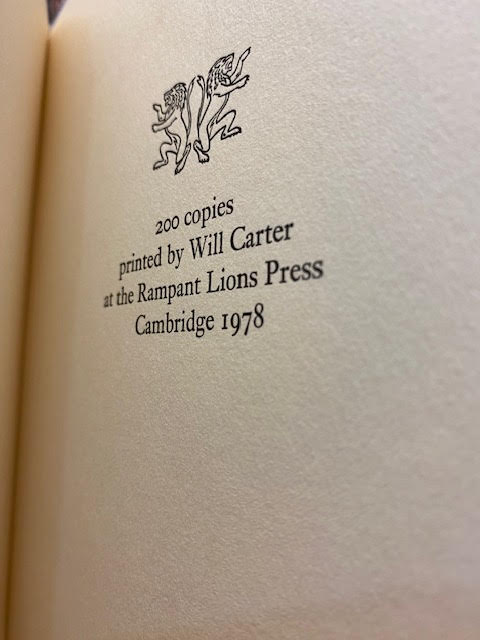 200 copies
printed by Will Carter
at the Rampant Lions Press
Cambridge 1978